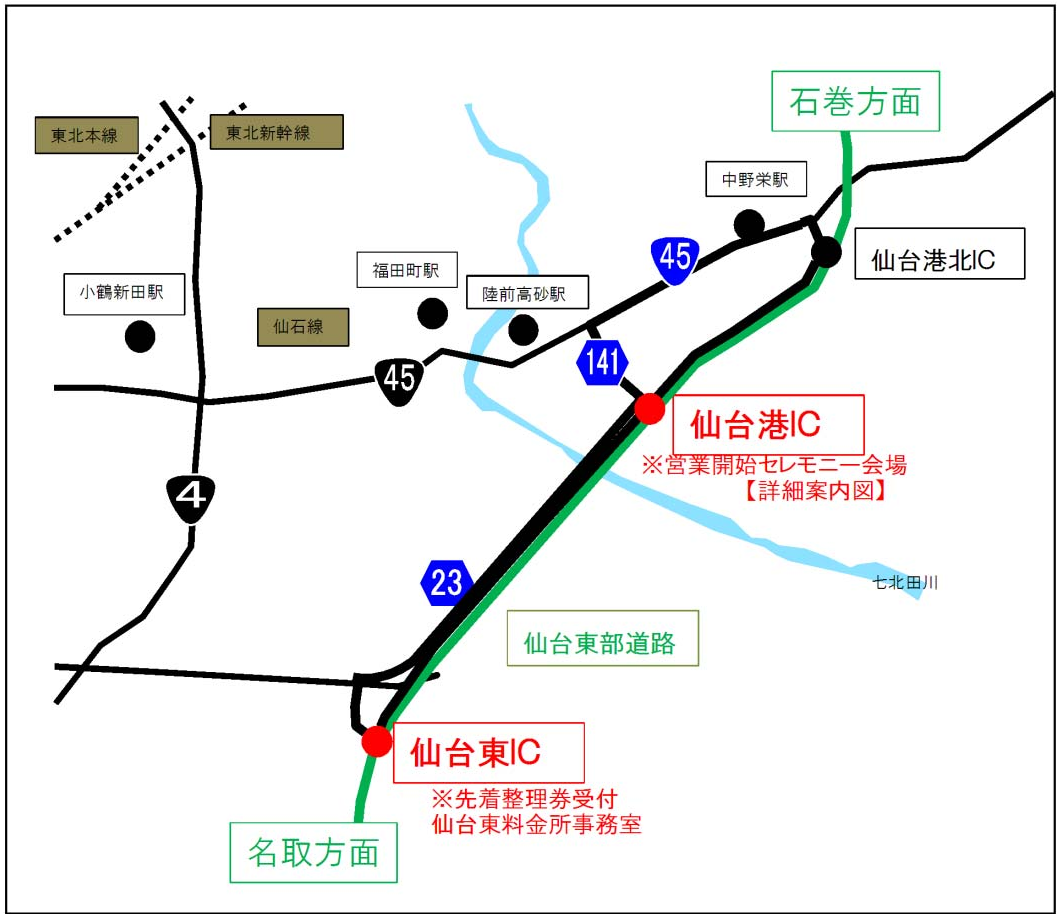 石巻方面
東北本線
東北新幹線
中野栄駅
仙台港北IC
45
福田町駅
小鶴新田駅
陸前高砂駅
仙石線
141
45
仙台港IC
※営業開始セレモニー会場
【詳細案内図】
4
23
七北田川
仙台東部道路
仙台東IC
※先着整理券受付
仙台東料金所事務室
名取方面